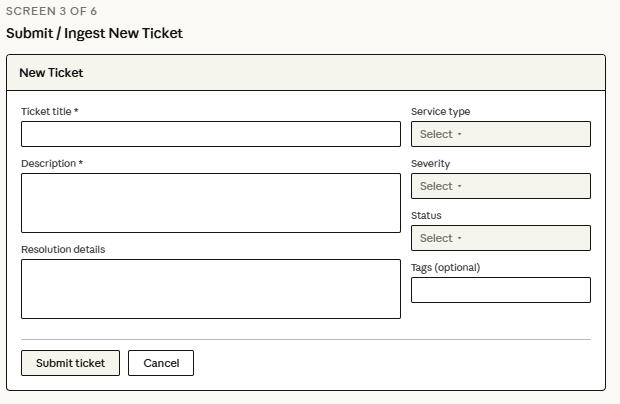 SCREEN 3 OF 6
Submit / Ingest New Ticket
New Ticket
Ticket title *
Description *
Resolution details
Service type
Select
Severity
Select
Status
Select
Tags (optional)
Submit ticket
Cancel